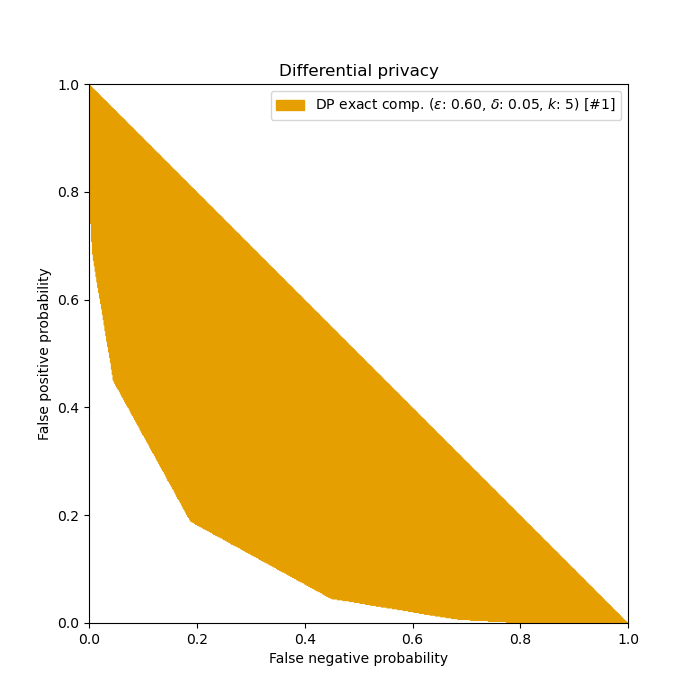 Differential privacy
DP exact comp. (ε: 0.60, δ: 0.05, k: 5) [#1]
1.0
0.8
0.6
0.4
0.2
0.0
False positive probability
0.0 0.2 0.4 0.6 0.8 1.0
False negative probability